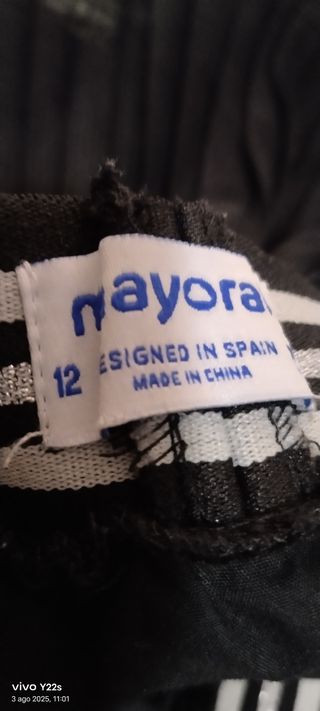 mayora
12 ESIGNED IN SPAIN
MADE IN CHINA
vivo Y22s
3 ago 2025, 11:01